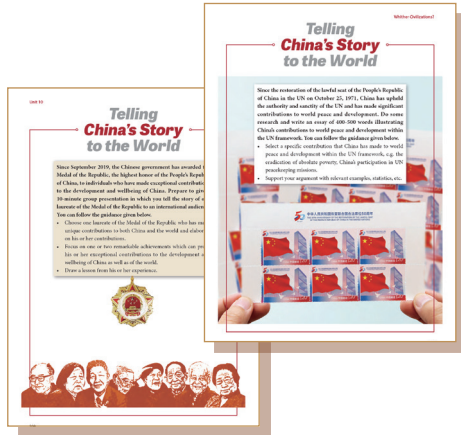 Unit 10
Telling
China's Story
to the World
Since September 2019, the Chinese government has awarded
Medal of the Republic, the highest honor of the People's
of China, to individuals who have made exceptional
to the development and wellbeing of China. Prepare to
10-minute group presentation in which you tell the story of a
laureate of the Medal of the Republic to an international
You can follow the guidance given below.
• Choose one laureate of the Medal of the Republic who has
unique contributions to both China and the world and
on his or her contributions.
• Focus on one or two remarkable achievements which can
his or her exceptional contributions to the development
wellbeing of China as well as of the world.
• Draw a lesson from his or her experience.
Telling
China's Story
to the World
Since the restoration of the lawful seat of the People's Republic
of China in the UN on October 25, 1971, China has upheld
the authority and sanctity of the UN and has made significant
contributions to world peace and development. Do some
research and write an essay of 400-500 words illustrating
China's contributions to world peace and development within
the UN framework. You can follow the guidance given below.
• Select a specific contribution that China has made to world
peace and development within the UN framework, e.g. the
eradication of absolute poverty, China's participation in UN
peacekeeping missions.
• Support your argument with relevant examples, statistics, etc.